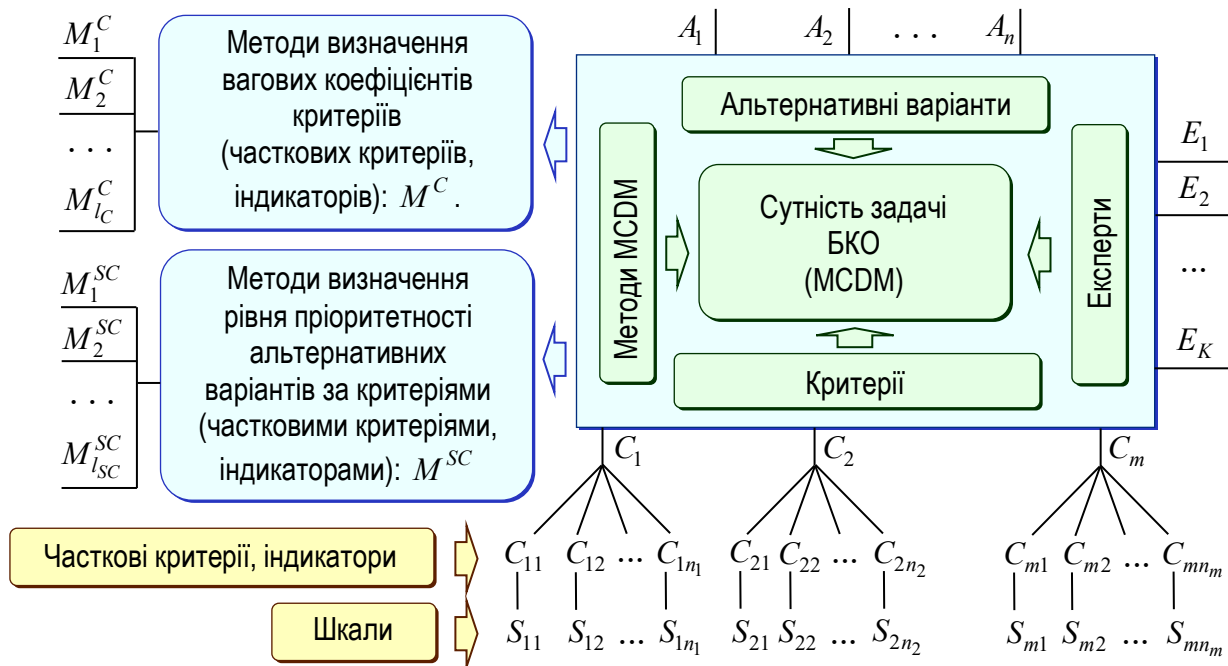 M_1^C
M_2^C
. . .
M_{l_C}^C
Методи визначення
вагових коефіцієнтів
критеріїв
(часткових критеріїв,
індикаторів): M^C .
M_1^{SC}
M_2^{SC}
. . .
M_{l_{SC}}^{SC}
Методи визначення
рівня пріоритетності
альтернативних
варіантів за критеріями
(частковими критеріями,
індикаторами): M^{SC}
A_1 A_2 . . . A_n
Альтернативні варіанти
Методи MCDM
Сутність задачі
БКО
(MCDM)
Експерти
Критерії
E_1
E_2
...
E_K
C_1 C_2 C_m
Часткові критерії, індикатори
C_{11} C_{12} ... C_{1n_1} C_{21} C_{22} ... C_{2n_2} C_{m1} C_{m2} ... C_{mn_m}
Шкали
S_{11} S_{12} ... S_{1n_1} S_{21} S_{22} ... S_{2n_2} S_{m1} S_{m2} ... S_{mn_m}